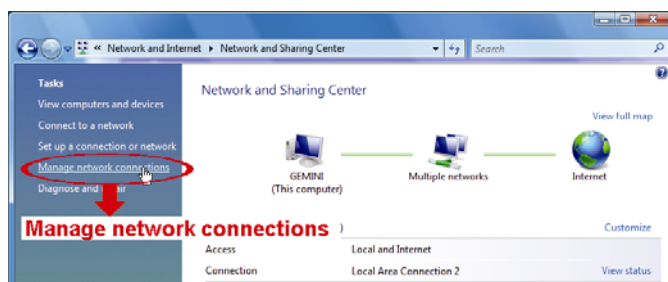 « Network and Internet ▸ Network and Sharing Center
Search
Tasks
View computers and devices
Connect to a network
Set up a connection or network
Manage network connections
Diagnose and repair
Network and Sharing Center
View full map
GEMINI
(This computer)
Multiple networks
Internet
Manage network connections
)
Customize
Access Local and Internet
Connection Local Area Connection 2 View status